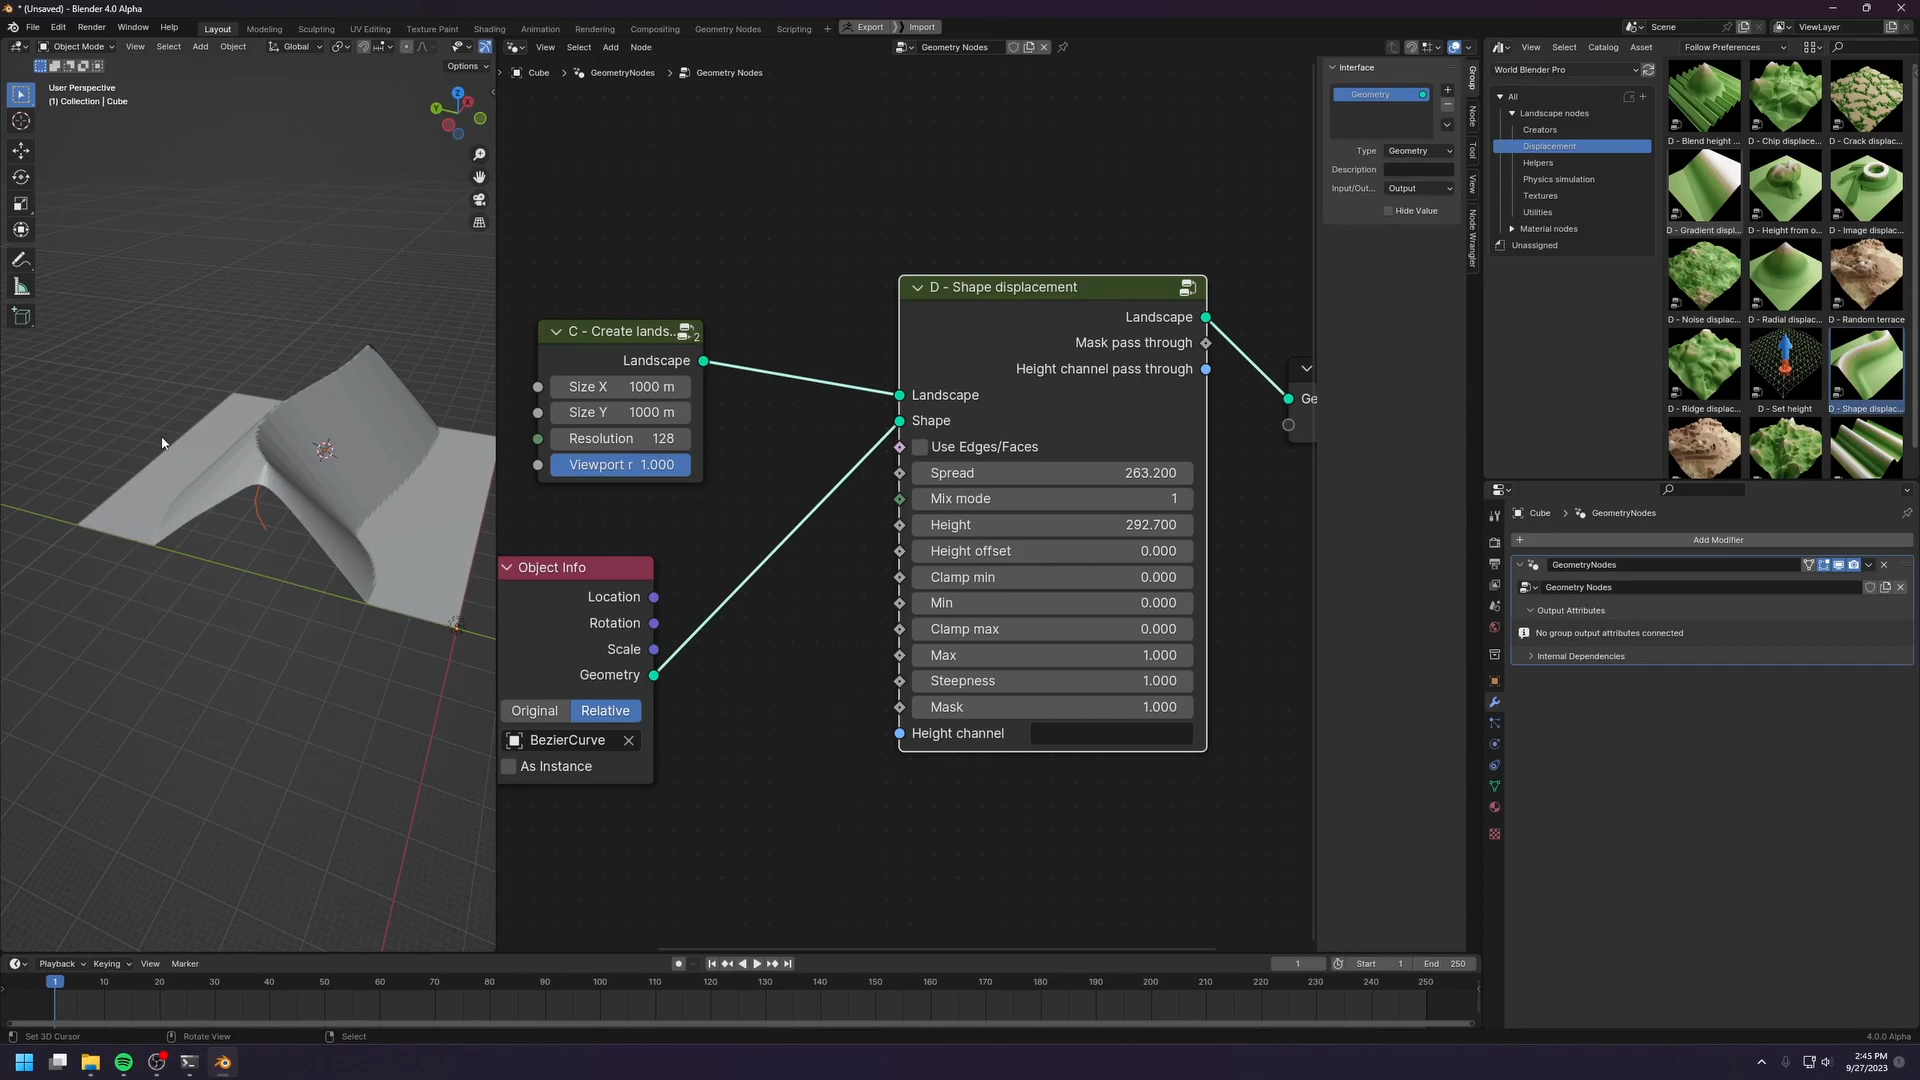 * (Unsaved) - Blender 4.0 Alpha
File Edit Render Window Help Layout Modeling Sculpting UV Editing Texture Paint Shading Animation Rendering Compositing Geometry Nodes Scripting + Export Import Scene ViewLayer
Object Mode View Select Add Object Global
View Select Add Node Geometry Nodes
View Select Catalog Asset Follow Preferences
Options
User Perspective
(1) Collection | Cube
Z
Y
X
Cube > GeometryNodes > Geometry Nodes
C - Create lands...
2
Landscape
Size X 1000 m
Size Y 1000 m
Resolution 128
Viewport r 1.000
Object Info
Location
Rotation
Scale
Geometry
Original Relative
BezierCurve
As Instance
D - Shape displacement
Landscape
Mask pass through
Height channel pass through
Landscape
Shape
Use Edges/Faces
Spread 263.200
Mix mode 1
Height 292.700
Height offset 0.000
Clamp min 0.000
Min 0.000
Clamp max 0.000
Max 1.000
Steepness 1.000
Mask 1.000
Height channel
Ge
Interface
Geometry
Type Geometry
Description
Input/Out... Output
Hide Value
Group
Node
Tool
View
Node Wrangler
World Blender Pro
All
Landscape nodes
Creators
Displacement
Helpers
Physics simulation
Textures
Utilities
Material nodes
Unassigned
D - Blend height ... D - Chip displace... D - Crack displac...
D - Gradient displ... D - Height from o... D - Image displac...
D - Noise displac... D - Radial displac... D - Random terrace
D - Ridge displac... D - Set height D - Shape displac...
Cube > GeometryNodes
Add Modifier
GeometryNodes
Geometry Nodes
Output Attributes
No group output attributes connected
Internal Dependencies
Playback Keying View Marker 1 Start 1 End 250
1 10 20 30 40 50 60 70 80 90 100 110 120 130 140 150 160 170 180 190 200 210 220 230 240 250
Set 3D Cursor Rotate View Select 4.0.0 Alpha
2:45 PM
9/27/2023
1